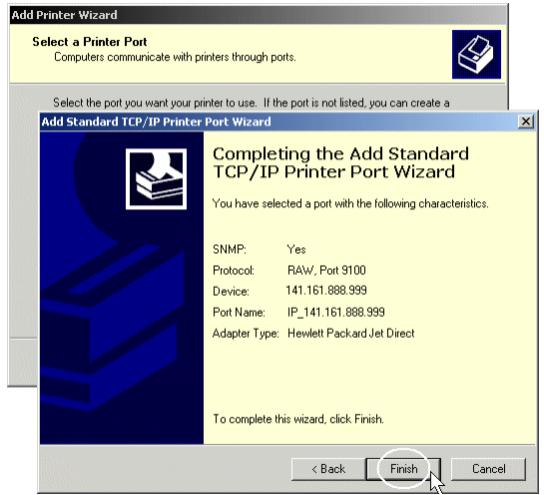 Add Printer Wizard
Select a Printer Port
Computers communicate with printers through ports.
Select the port you want your printer to use. If the port is not listed, you can create a
Add Standard TCP/IP Printer Port Wizard
Completing the Add Standard
TCP/IP Printer Port Wizard
You have selected a port with the following characteristics.
SNMP: Yes
Protocol: RAW, Port 9100
Device: 141.161.888.999
Port Name: IP_141.161.888.999
Adapter Type: Hewlett Packard Jet Direct
To complete this wizard, click Finish.
< Back Finish Cancel